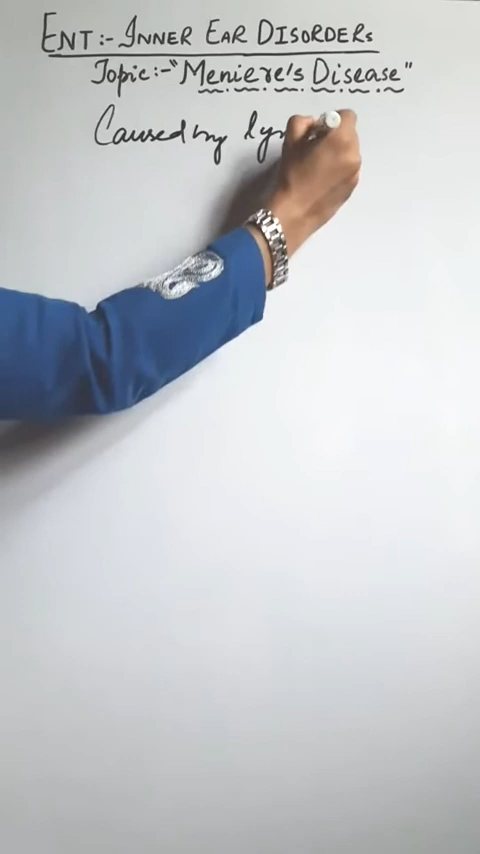 ENT:- INNER EAR DISORDERS
Topic:-"Meniere's Disease"
Caused by